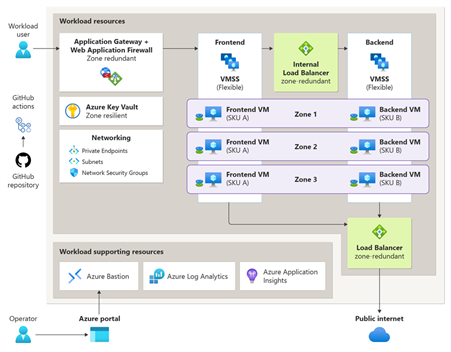 Workload
user
Workload resources
Application Gateway +
Web Application Firewall
Zone redundant
Frontend
VMSS
(Flexible)
Internal
Load Balancer
zone-redundant
Backend
VMSS
(Flexible)
GitHub
actions
GitHub
repository
Azure Key Vault
Zone resilient
Networking
Private Endpoints
Subnets
Network Security Groups
Frontend VM
(SKU A)
Zone 1
Backend VM
(SKU B)
Frontend VM
(SKU A)
Zone 2
Backend VM
(SKU B)
Frontend VM
(SKU A)
Zone 3
Backend VM
(SKU B)
Load Balancer
zone-redundant
Workload supporting resources
Azure Bastion
Azure Log Analytics
Azure Application
Insights
Operator
Azure portal
Public internet